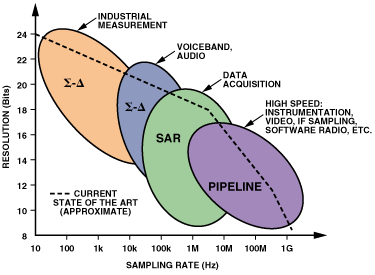 INDUSTRIAL
MEASUREMENT
VOICEBAND,
AUDIO
DATA
ACQUISITION
HIGH SPEED:
INSTRUMENTATION,
VIDEO, IF SAMPLING,
SOFTWARE RADIO, ETC.
Σ-Δ
Σ-Δ
SAR
PIPELINE
CURRENT
STATE OF THE ART
(APPROXIMATE)
RESOLUTION (Bits)
24
22
20
18
16
14
12
10
8
10 100 1k 10k 100k 1M 10M 100M 1G
SAMPLING RATE (Hz)